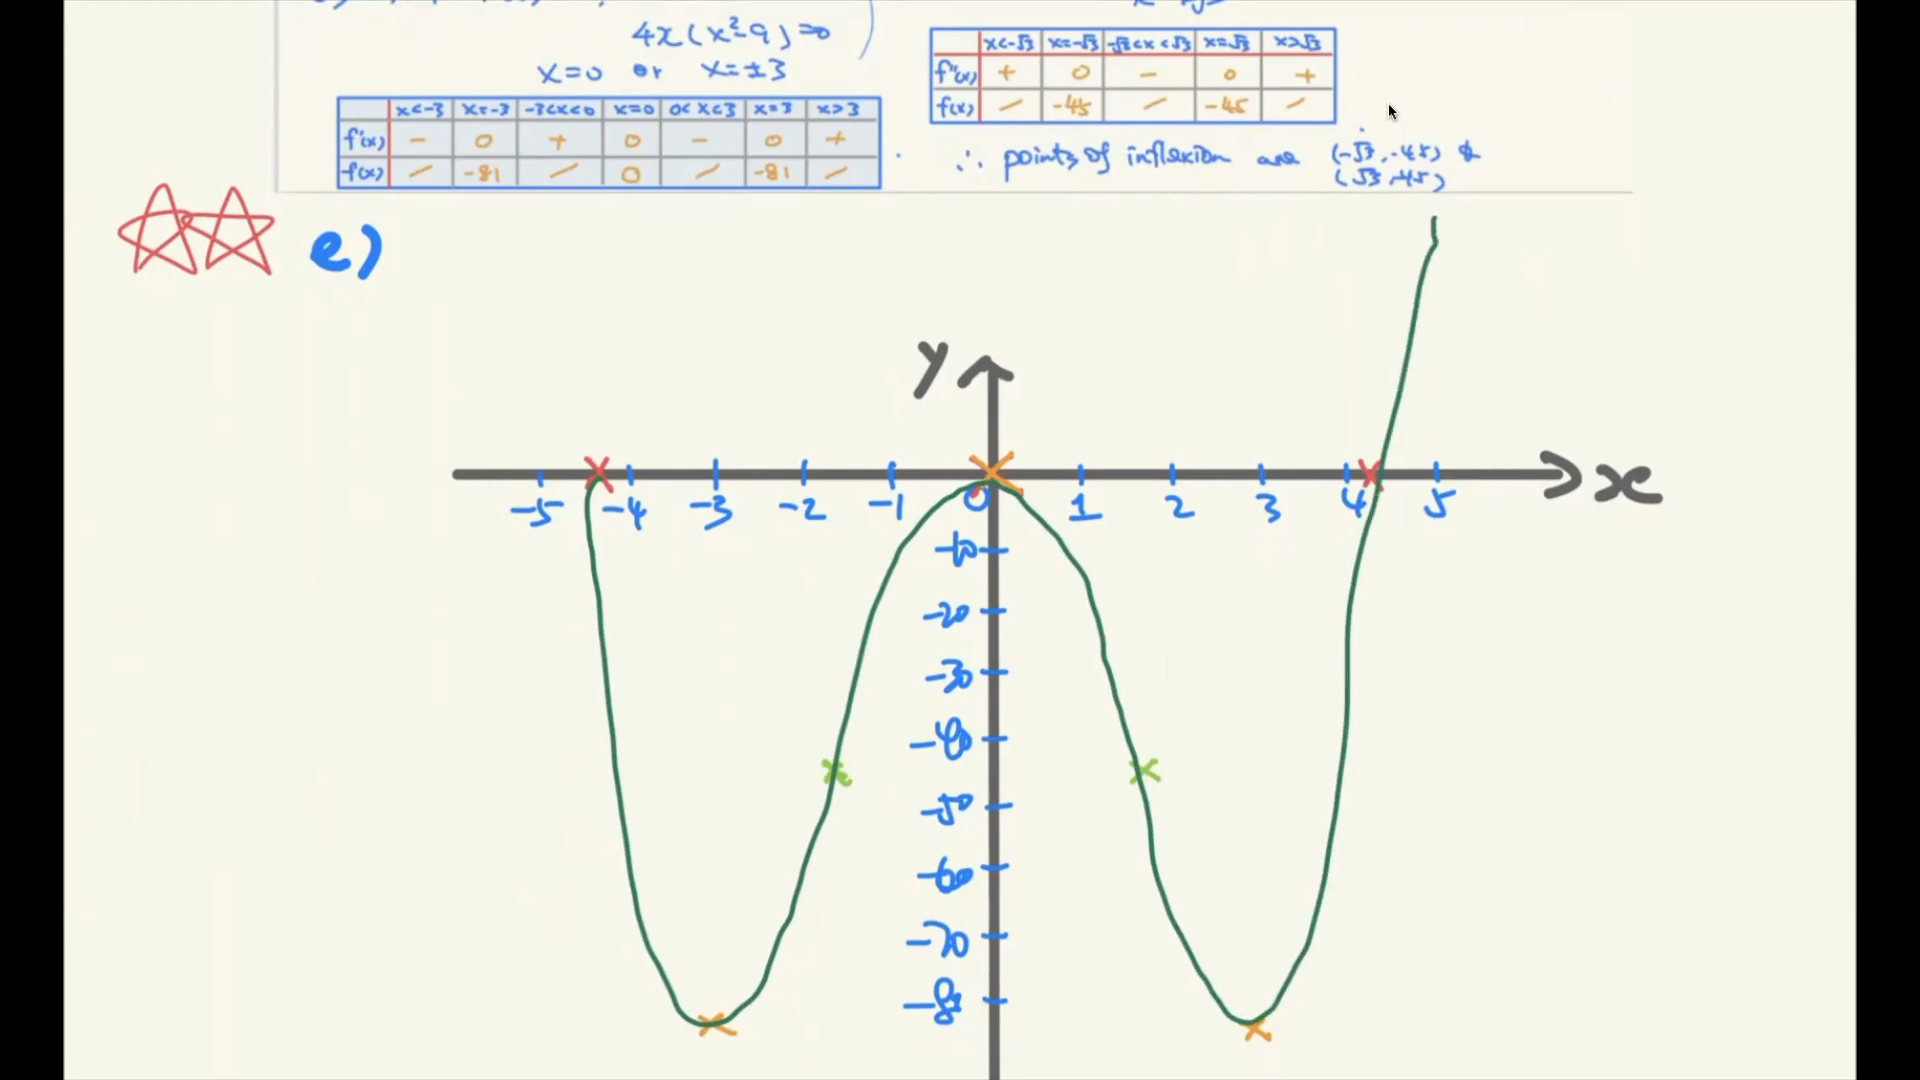 4x(x²-9)=0
x=0 or x=±3
x<-3 x=-3 -3<x<0 x=0 0<x<3 x=3 x>3
f'(x) - 0 + 0 - 0 +
f(x) / -81 / 0 / -81 /
x<-√3 x=-√3 -√3<x<√3 x=√3 x>√3
f''(x) + 0 - 0 +
f(x) / -45 / -45 /
∴ points of inflexion are (-√3,-45) &
(√3,-45)
e)
y
x
-5 -4 -3 -2 -1 0 1 2 3 4 5
-10
-20
-30
-40
-50
-60
-70